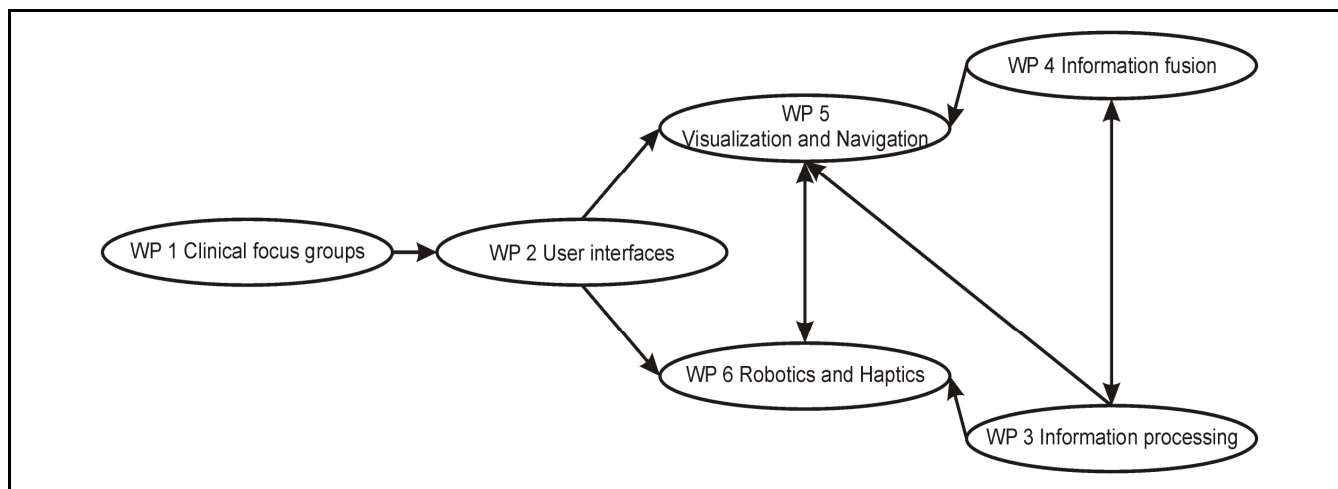 WP 4 Information fusion
WP 5
Visualization and Navigation
WP 1 Clinical focus groups
WP 2 User interfaces
WP 6 Robotics and Haptics
WP 3 Information processing